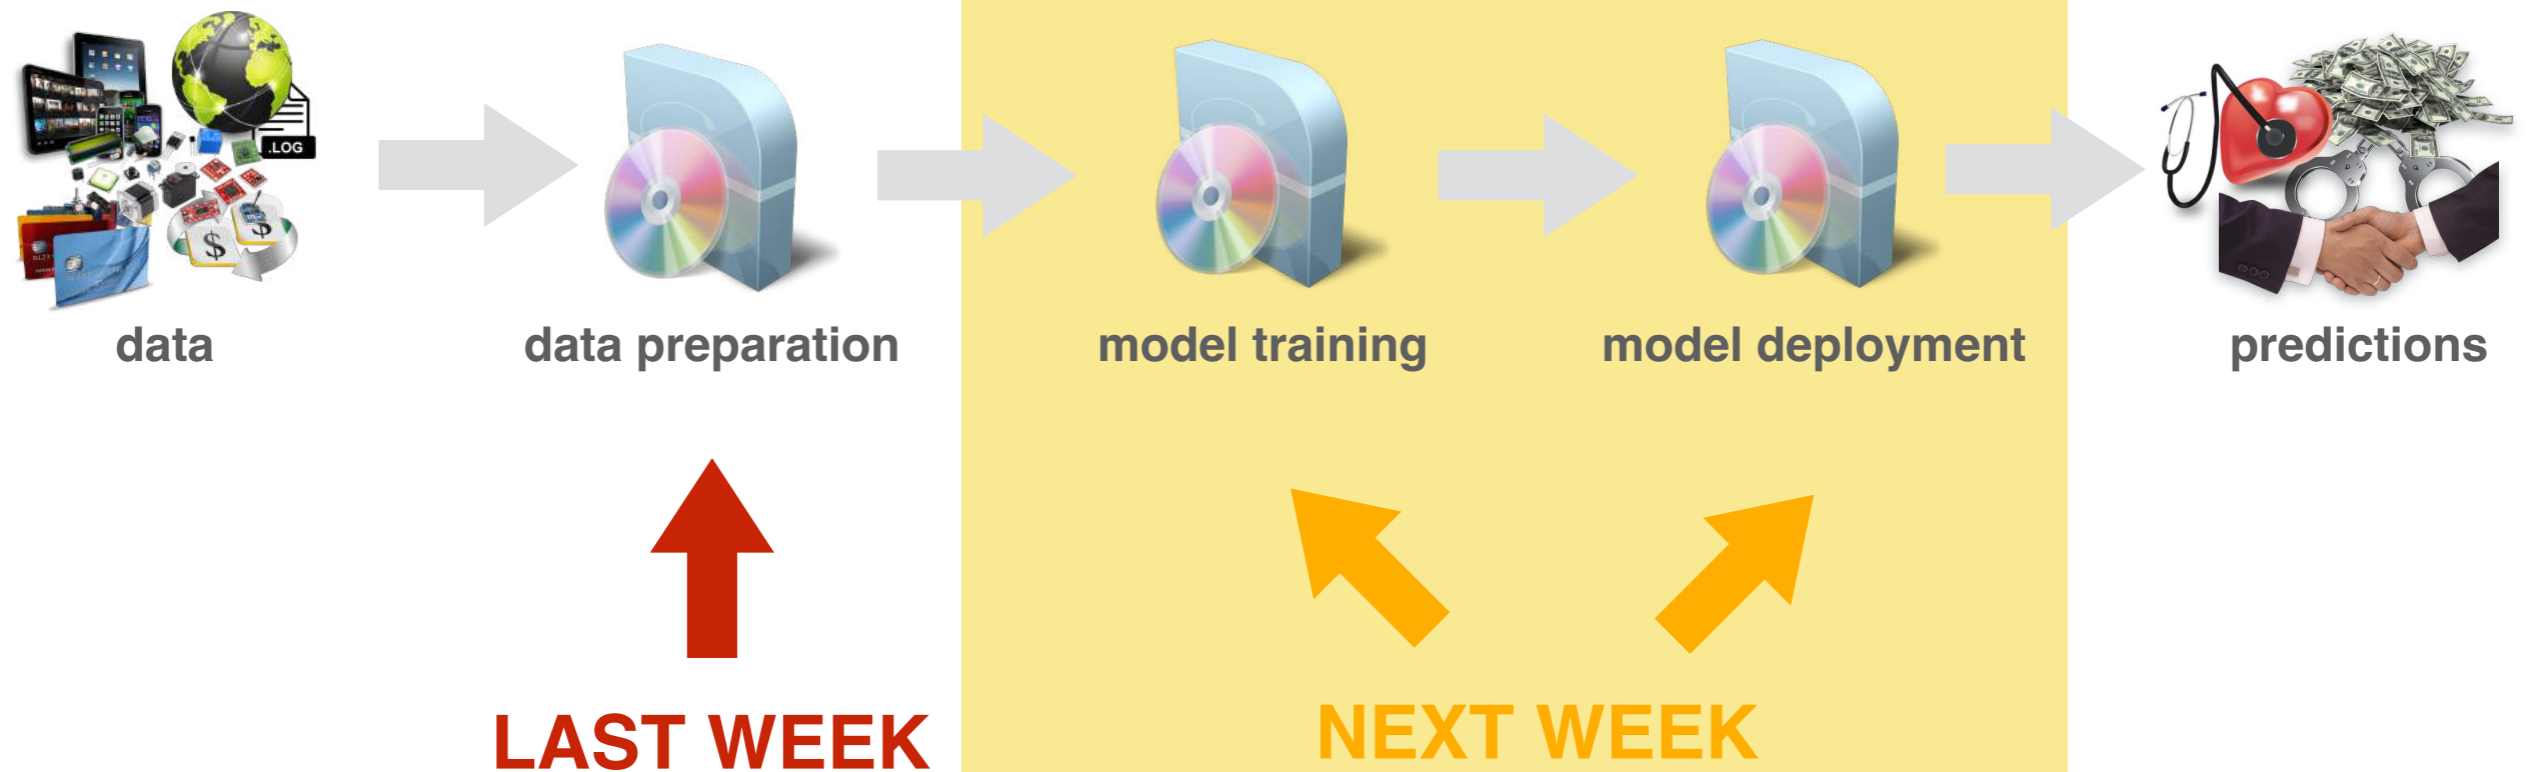 .LOG
$
$
data
data preparation
model training
model deployment
predictions
LAST WEEK
NEXT WEEK